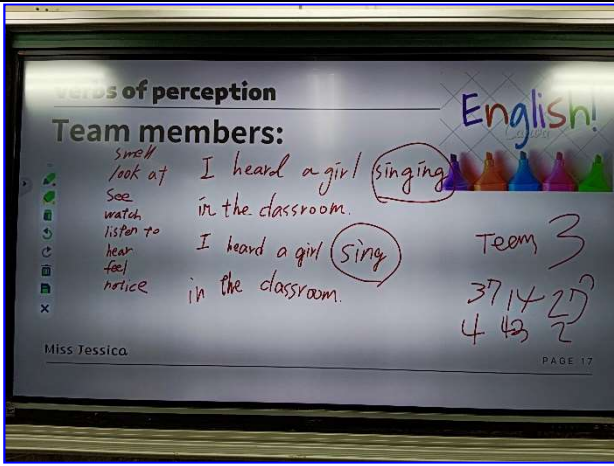 Verbs of perception
English!
Team members:
smell
look at
see
watch
listen to
hear
feel
notice
I heard a girl singing
in the classroom.
I heard a girl sing
in the classroom.
Team 3
37 14
4
2
Miss Jessica
PAGE 17